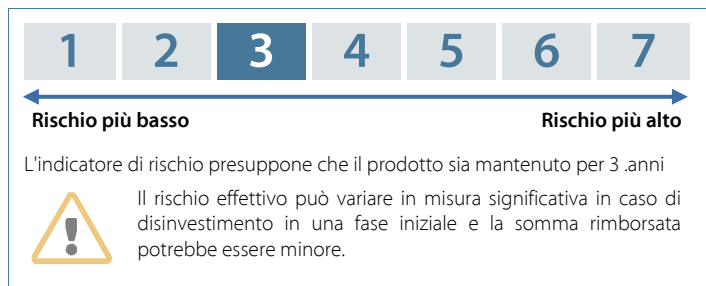 1 2 3 4 5 6 7
Rischio più basso Rischio più alto
L'indicatore di rischio presuppone che il prodotto sia mantenuto per 3 .anni
Il rischio effettivo può variare in misura significativa in caso di
disinvestimento in una fase iniziale e la somma rimborsata
potrebbe essere minore.